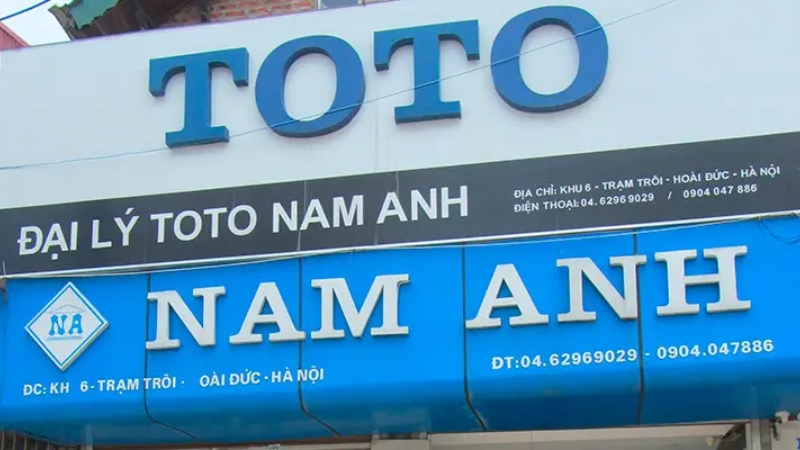 TOTO
ĐẠI LÝ TOTO NAM ANH
ĐỊA CHỈ: KHU 6 - TRẠM TRÔI - HOÀI ĐỨC - HÀ NỘI
ĐIỆN THOẠI: 04. 62969029 / 0904 047 886
NA
NAM ANH
ĐC: KH 6 - TRẠM TRÔI · OÀI ĐỨC - HÀ NỘI
ĐT:04.62969029 - 0904.047886